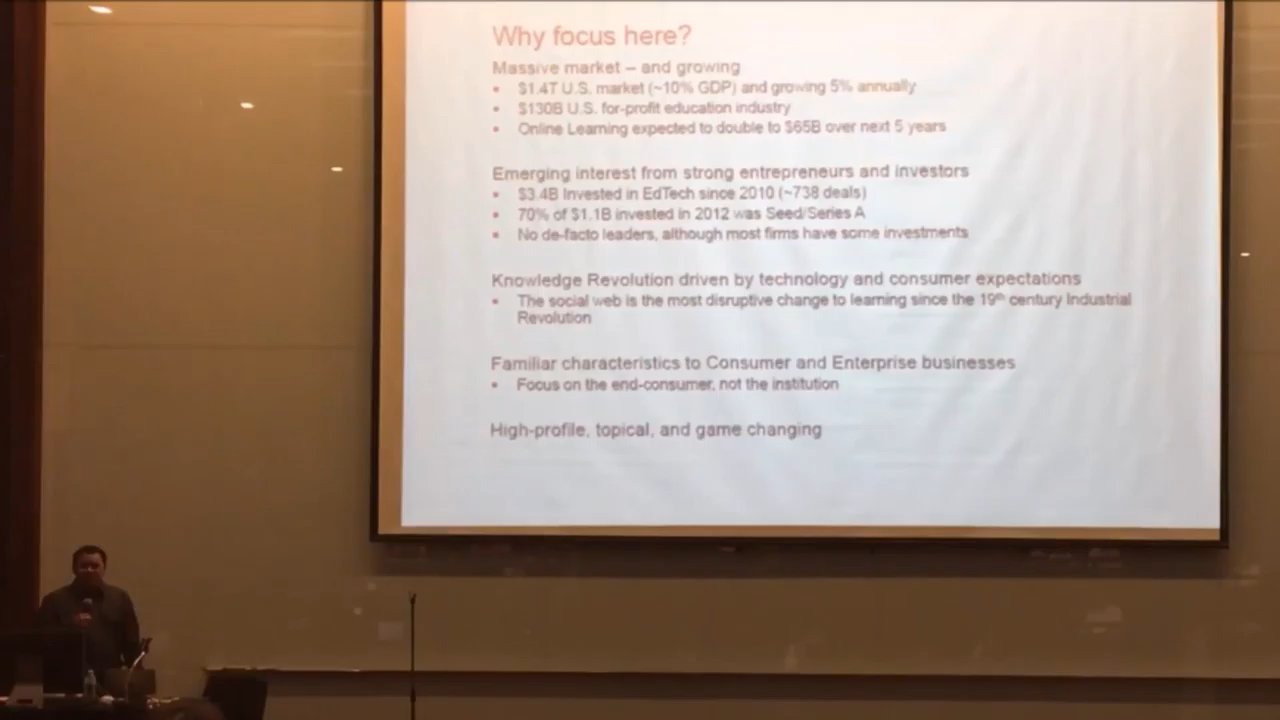 Why focus here?
Massive market – and growing
• $1.4T U.S. market (~10% GDP) and growing 5% annually
• $130B U.S. for-profit education industry
• Online Learning expected to double to $65B over next 5 years
Emerging interest from strong entrepreneurs and investors
• $3.4B Invested in EdTech since 2010 (~738 deals)
• 70% of $1.1B invested in 2012 was Seed/Series A
• No de-facto leaders, although most firms have some investments
Knowledge Revolution driven by technology and consumer expectations
• The social web is the most disruptive change to learning since the 19th century Industrial
Revolution
Familiar characteristics to Consumer and Enterprise businesses
• Focus on the end-consumer, not the institution
High-profile, topical, and game changing